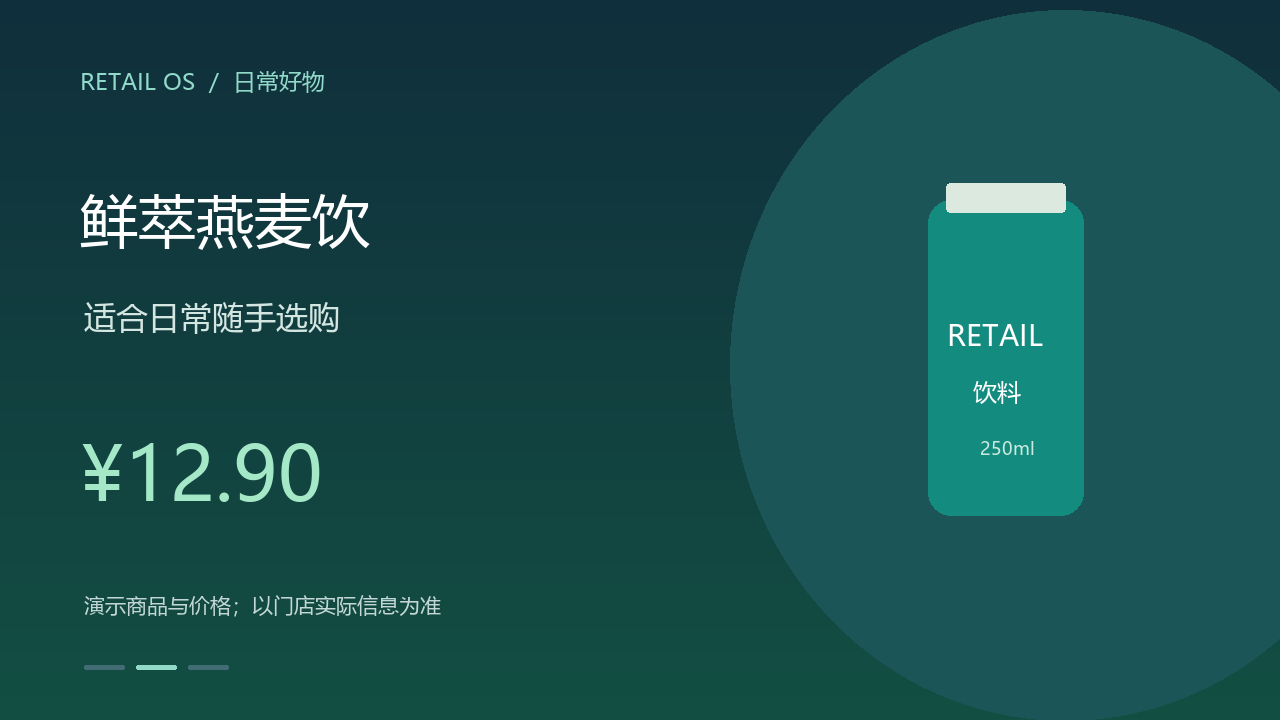 RETAIL OS / 日常好物
鲜萃燕麦饮
适合日常随手选购
¥12.90
演示商品与价格；以门店实际信息为准
RETAIL
饮料
250ml